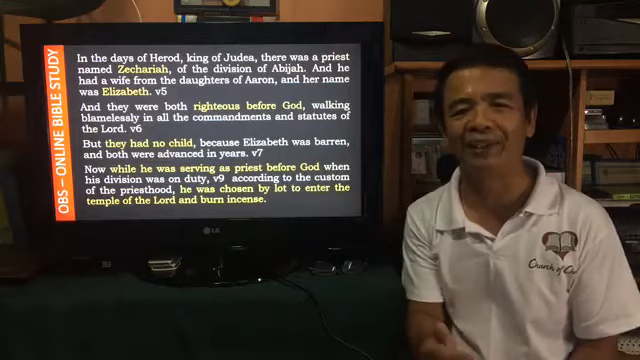 OBS – ONLINE BIBLE STUDY
In the days of Herod, king of Judea, there was a priest
named Zechariah, of the division of Abijah. And he
had a wife from the daughters of Aaron, and her name
was Elizabeth. v5
And they were both righteous before God, walking
blamelessly in all the commandments and statutes of
the Lord. v6
But they had no child, because Elizabeth was barren,
and both were advanced in years. v7
Now while he was serving as priest before God when
his division was on duty, v9 according to the custom
of the priesthood, he was chosen by lot to enter the
temple of the Lord and burn incense.
LG
Church of